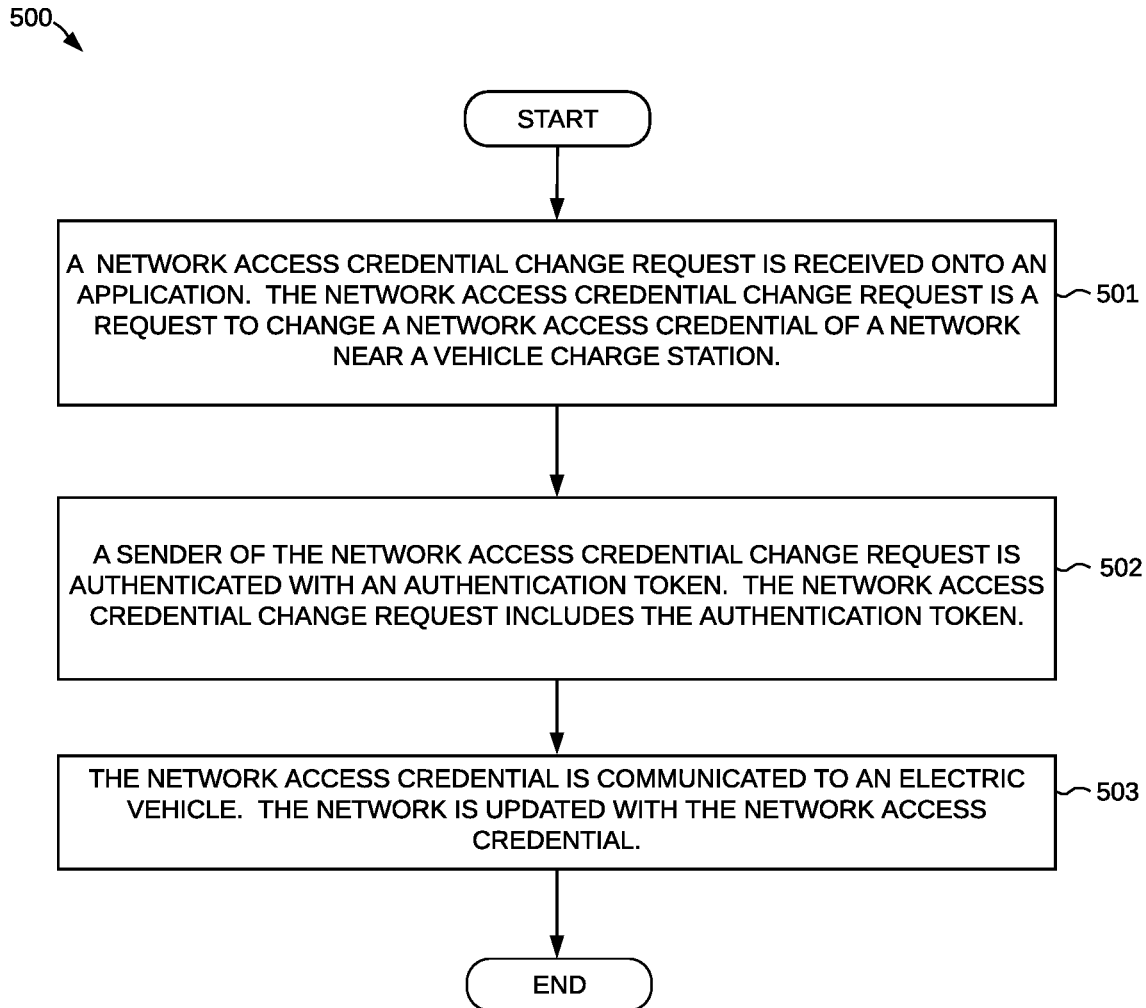 500
START
A NETWORK ACCESS CREDENTIAL CHANGE REQUEST IS RECEIVED ONTO AN
APPLICATION. THE NETWORK ACCESS CREDENTIAL CHANGE REQUEST IS A
REQUEST TO CHANGE A NETWORK ACCESS CREDENTIAL OF A NETWORK
NEAR A VEHICLE CHARGE STATION.
501
A SENDER OF THE NETWORK ACCESS CREDENTIAL CHANGE REQUEST IS
AUTHENTICATED WITH AN AUTHENTICATION TOKEN. THE NETWORK ACCESS
CREDENTIAL CHANGE REQUEST INCLUDES THE AUTHENTICATION TOKEN.
502
THE NETWORK ACCESS CREDENTIAL IS COMMUNICATED TO AN ELECTRIC
VEHICLE. THE NETWORK IS UPDATED WITH THE NETWORK ACCESS
CREDENTIAL.
503
END